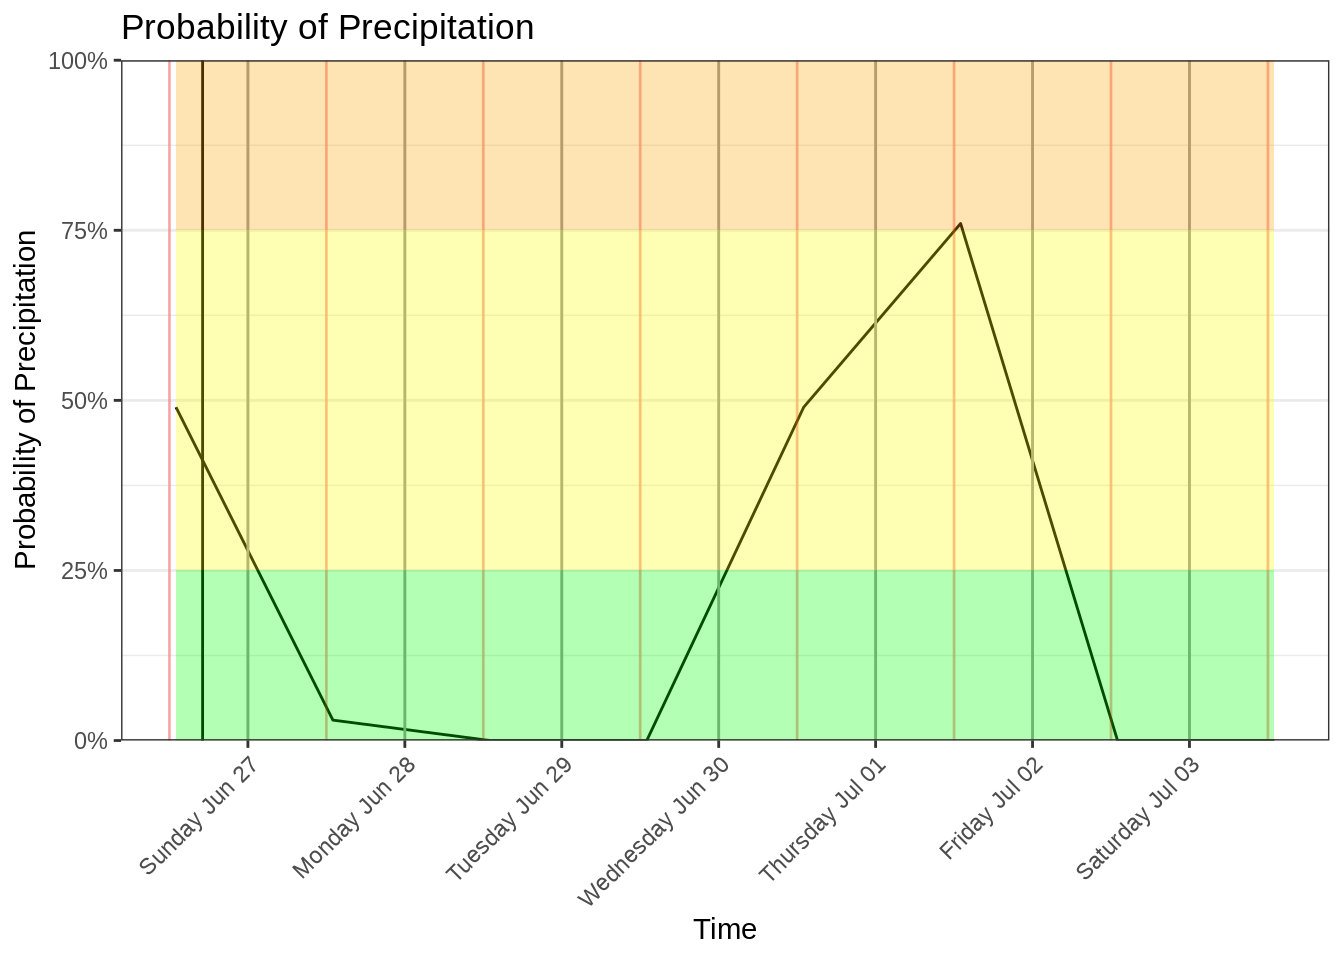 Probability of Precipitation
Probability of Precipitation
100%
75%
50%
25%
0%
Sunday Jun 27
Monday Jun 28
Tuesday Jun 29
Wednesday Jun 30
Thursday Jul 01
Friday Jul 02
Saturday Jul 03
Time